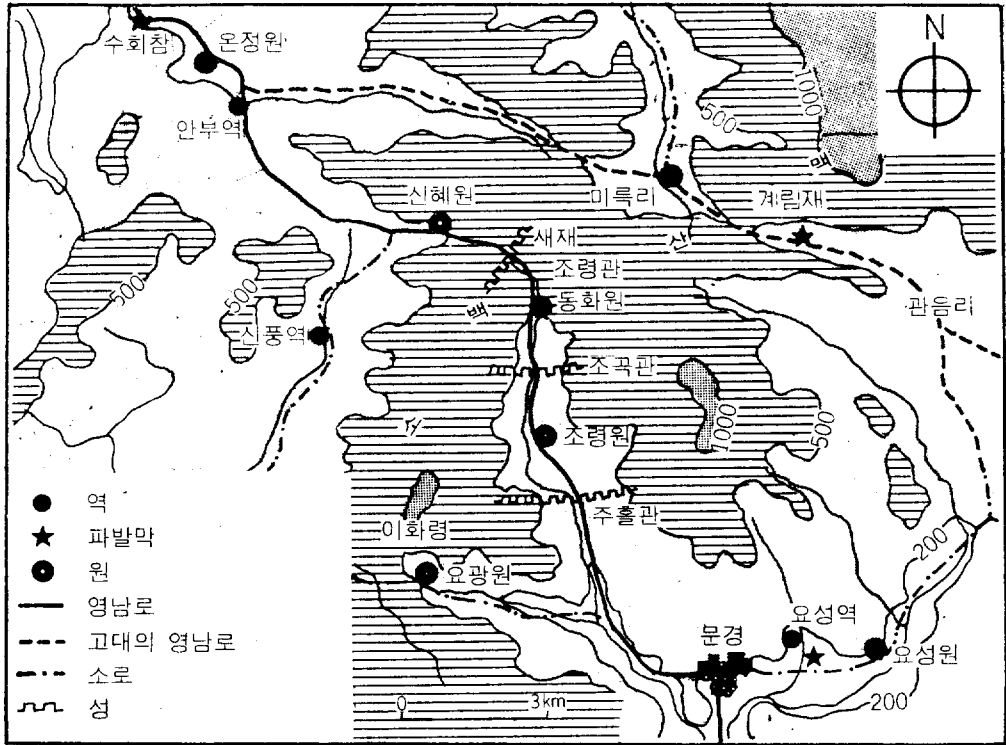 수회참
온정원
N
1000
500
안부역
맥
신혜원
미륵리
계림재
새재
산
조령관
500
500
백
동화원
관음리
신풍역
조곡관
1000
500
조령원
주흘관
이화령
요광원
200
요성역
문경
요성원
200
0 3km
역
파발막
원
영남로
고대의 영남로
소로
성